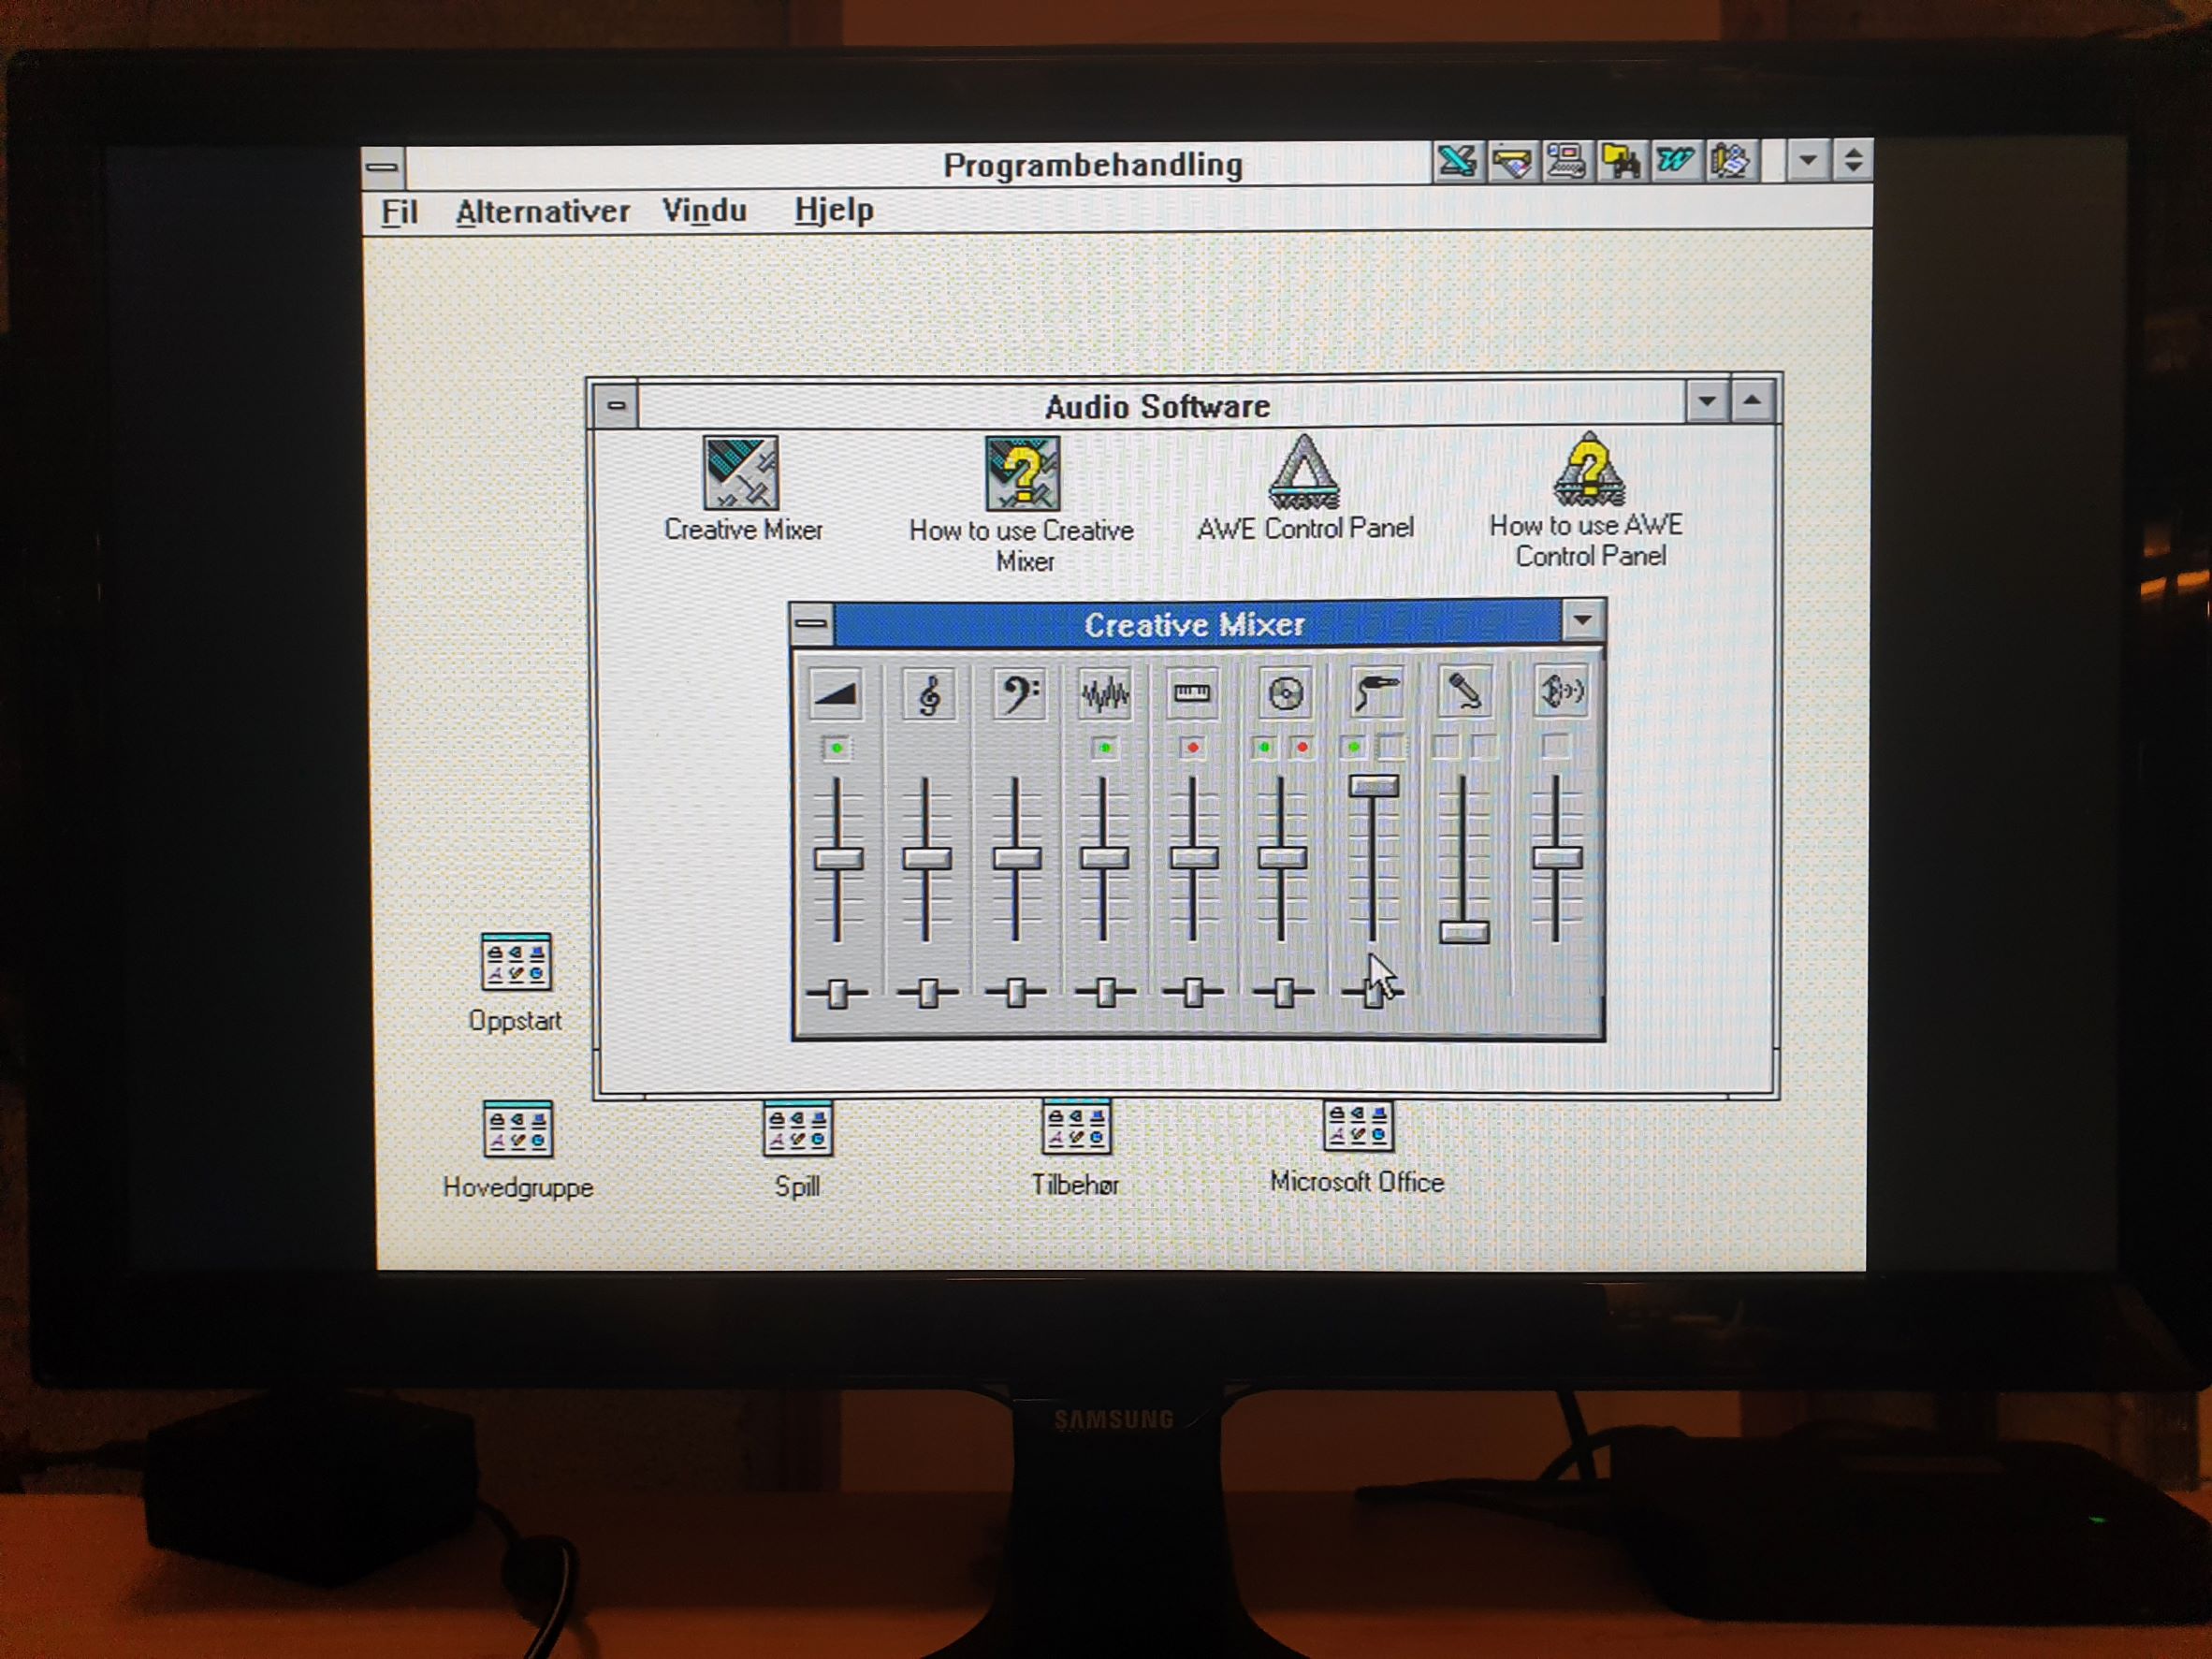 Programbehandling
Fil Alternativer Vindu Hjelp
Audio Software
Creative Mixer
How to use Creative
Mixer
AWE Control Panel
How to use AWE
Control Panel
Creative Mixer
Oppstart
Hovedgruppe
Spill
Tilbehør
Microsoft Office
SAMSUNG